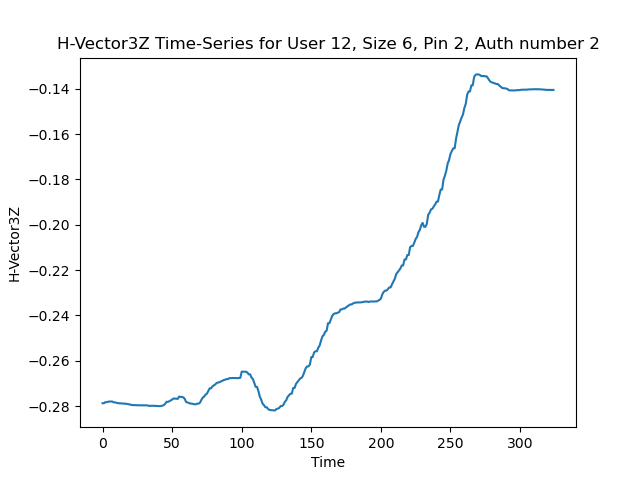 H-Vector3Z Time-Series for User 12, Size 6, Pin 2, Auth number 2
−0.14
−0.16
−0.18
−0.20
−0.22
−0.24
−0.26
−0.28
H-Vector3Z
0 50 100 150 200 250 300
Time